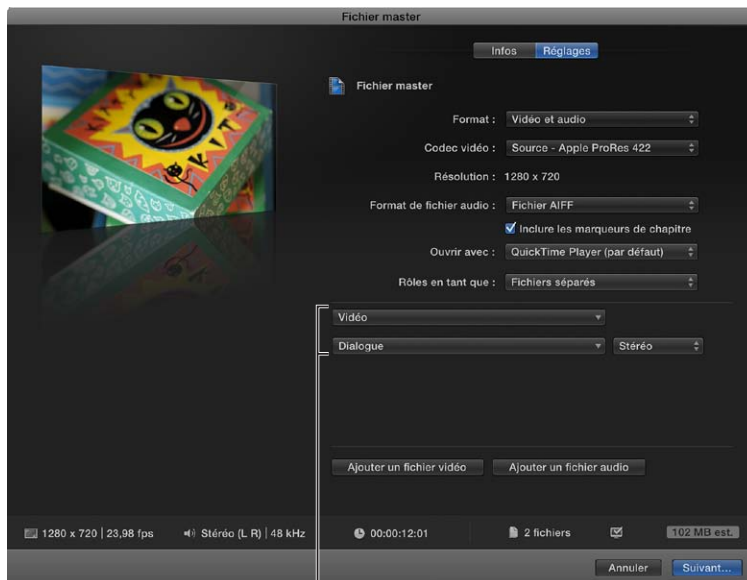 Fichier master
Infos Réglages
Fichier master
Format : Vidéo et audio
Codec vidéo : Source - Apple ProRes 422
Résolution : 1280 x 720
Format de fichier audio : Fichier AIFF
Inclure les marqueurs de chapitre
Ouvrir avec : QuickTime Player (par défaut)
Rôles en tant que : Fichiers séparés
Vidéo
Dialogue Stéréo
Ajouter un fichier vidéo Ajouter un fichier audio
1280 x 720 | 23,98 fps Stéréo (L R) | 48 kHz 00:00:12:01 2 fichiers 102 MB est.
Annuler Suivant...
KIT